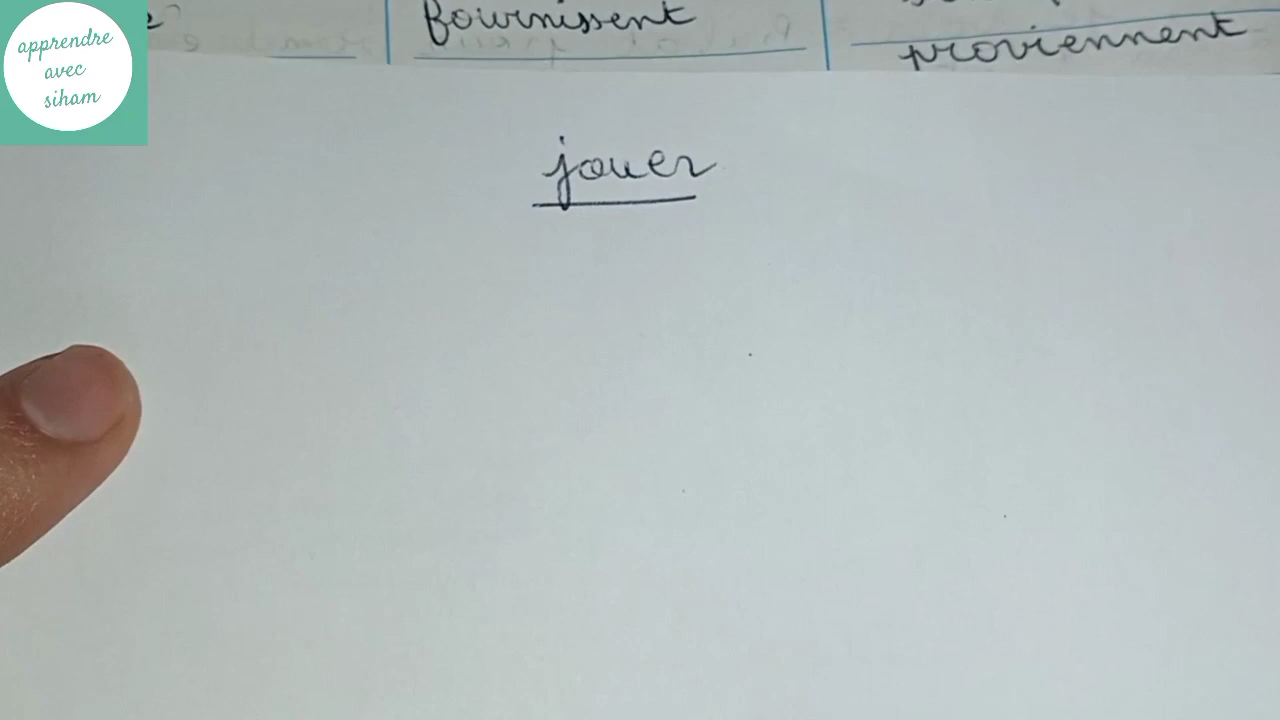 apprendre
avec
siham
fournissent
proviennent
jouer